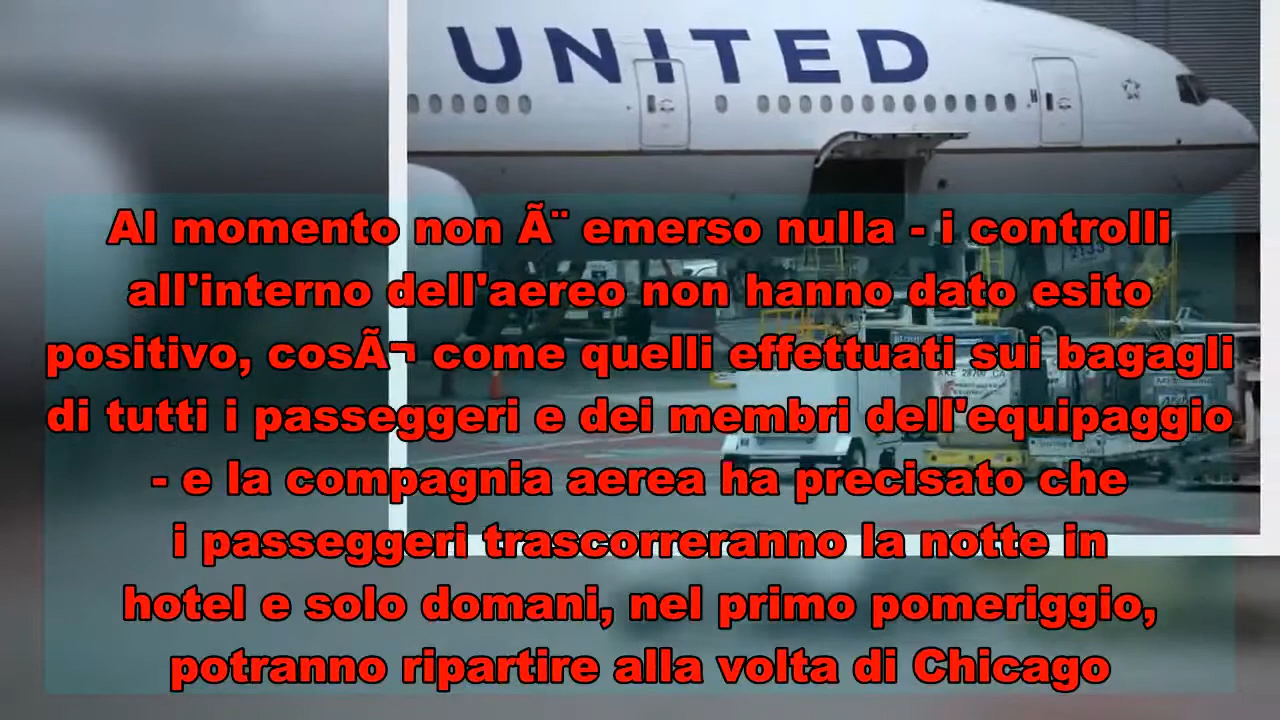 UNITED
Al momento non Ã¨ emerso nulla - i controlli
all'interno dell'aereo non hanno dato esito
positivo, cosÃ¬ come quelli effettuati sui bagagli
di tutti i passeggeri e dei membri dell'equipaggio
- e la compagnia aerea ha precisato che
i passeggeri trascorreranno la notte in
hotel e solo domani, nel primo pomeriggio,
potranno ripartire alla volta di Chicago